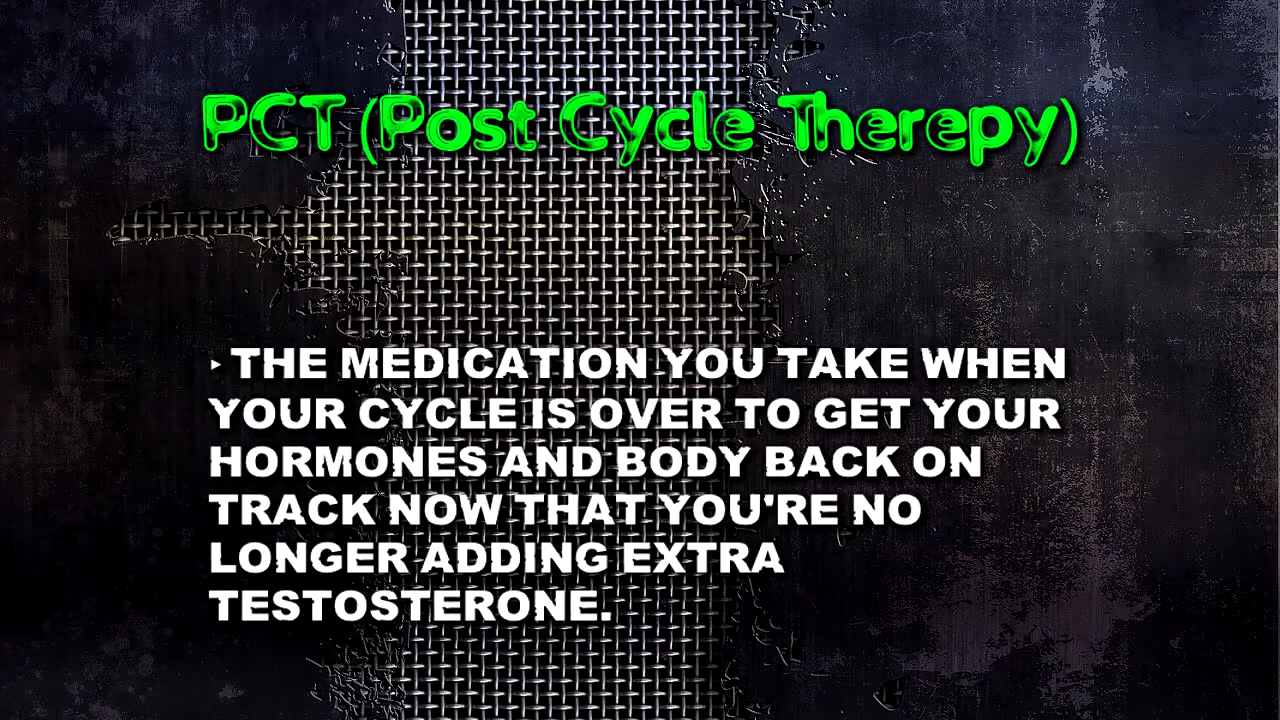 PCT (Post Cycle Therepy)
‣ THE MEDICATION YOU TAKE WHEN
YOUR CYCLE IS OVER TO GET YOUR
HORMONES AND BODY BACK ON
TRACK NOW THAT YOU'RE NO
LONGER ADDING EXTRA
TESTOSTERONE.